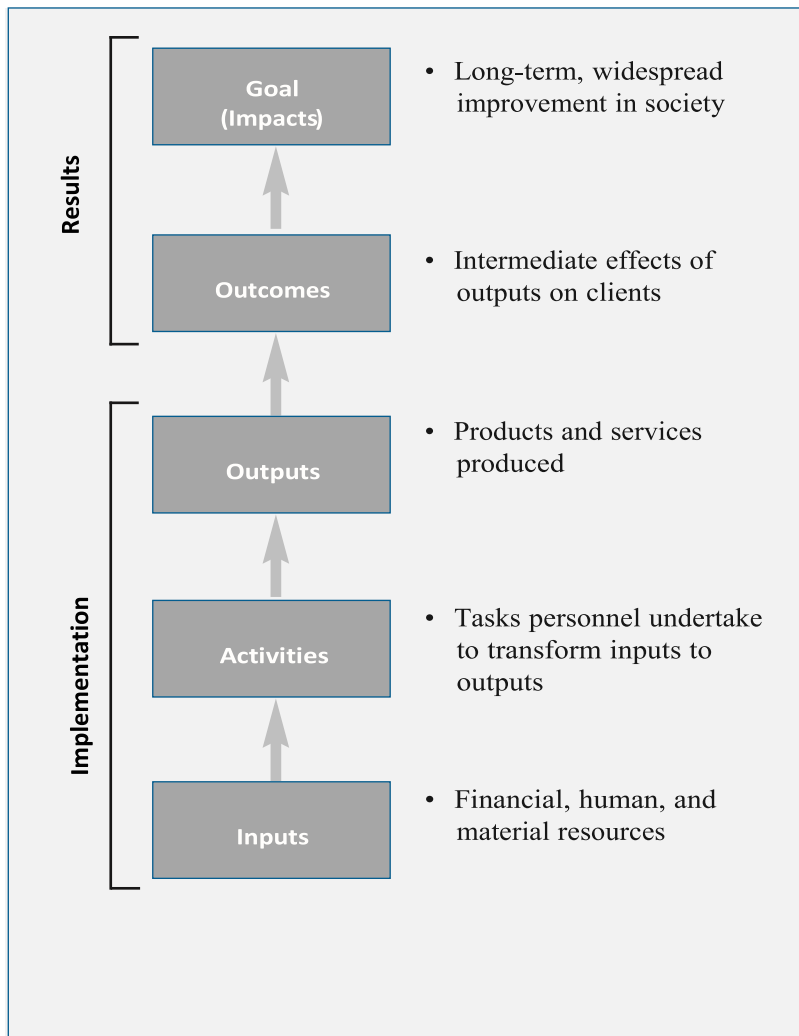 Results
Goal
(Impacts)
• Long-term, widespread
improvement in society
Outcomes
• Intermediate effects of
outputs on clients
Implementation
Outputs
• Products and services
produced
Activities
• Tasks personnel undertake
to transform inputs to
outputs
Inputs
• Financial, human, and
material resources